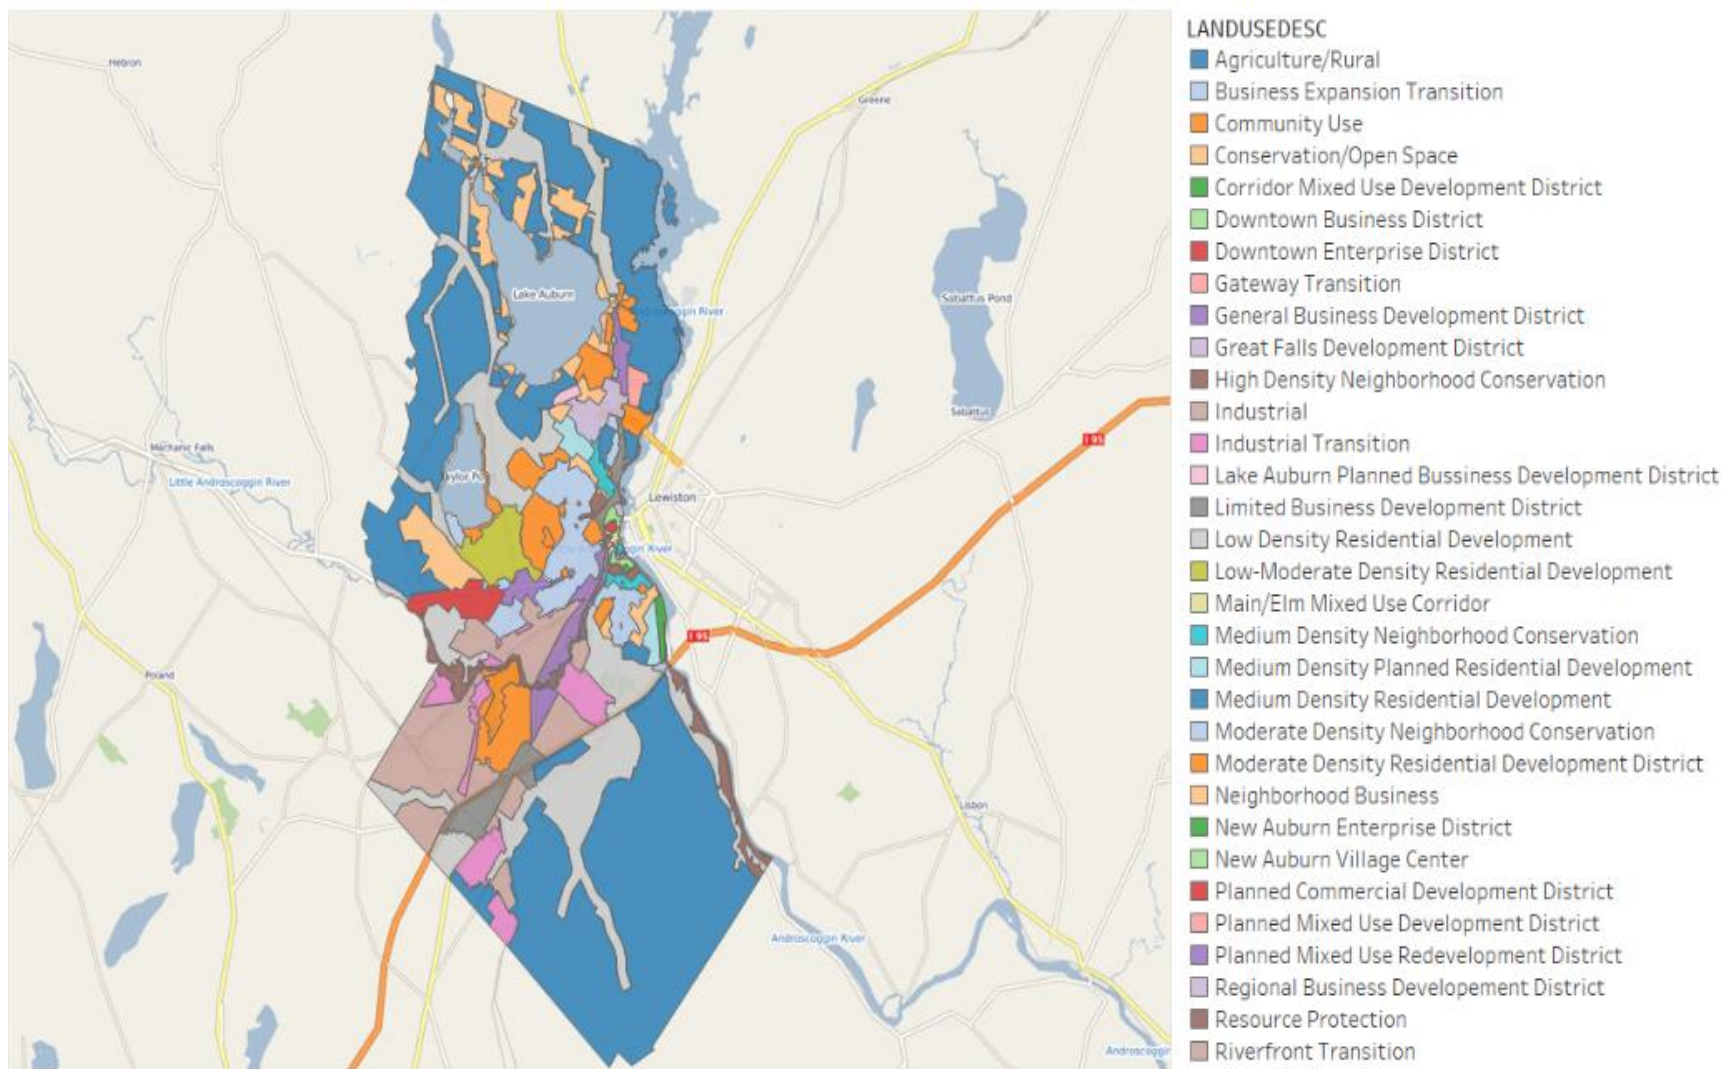 Hebron
Greene
Lake Auburn
Sabattus Pond
Androscoggin River
Sabattus
Mechanic Falls
Little Androscoggin River
Lewiston
I 95
I 95
Poland
Lisbon
Androscoggin River
LANDUSEDESC
Agriculture/Rural
Business Expansion Transition
Community Use
Conservation/Open Space
Corridor Mixed Use Development District
Downtown Business District
Downtown Enterprise District
Gateway Transition
General Business Development District
Great Falls Development District
High Density Neighborhood Conservation
Industrial
Industrial Transition
Lake Auburn Planned Bussiness Development District
Limited Business Development District
Low Density Residential Development
Low-Moderate Density Residential Development
Main/Elm Mixed Use Corridor
Medium Density Neighborhood Conservation
Medium Density Planned Residential Development
Medium Density Residential Development
Moderate Density Neighborhood Conservation
Moderate Density Residential Development District
Neighborhood Business
New Auburn Enterprise District
New Auburn Village Center
Planned Commercial Development District
Planned Mixed Use Development District
Planned Mixed Use Redevelopment District
Regional Business Developement District
Resource Protection
Riverfront Transition